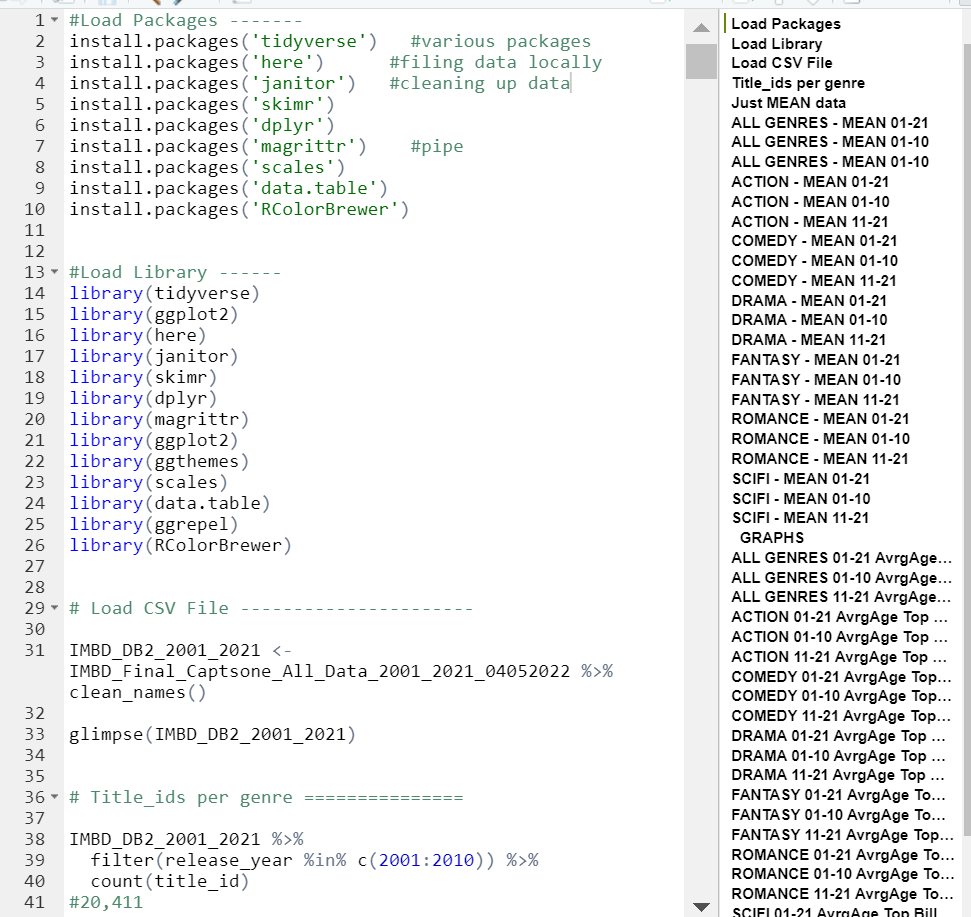 1 #Load Packages -------
2 install.packages('tidyverse') #various packages
3 install.packages('here') #filing data locally
4 install.packages('janitor') #cleaning up data
5 install.packages('skimr')
6 install.packages('dplyr')
7 install.packages('magrittr') #pipe
8 install.packages('scales')
9 install.packages('data.table')
10 install.packages('RColorBrewer')
11
12
13 #Load Library ------
14 library(tidyverse)
15 library(ggplot2)
16 library(here)
17 library(janitor)
18 library(skimr)
19 library(dplyr)
20 library(magrittr)
21 library(ggplot2)
22 library(ggthemes)
23 library(scales)
24 library(data.table)
25 library(ggrepel)
26 library(RColorBrewer)
27
28
29 # Load CSV File ----------------------
30
31 IMBD_DB2_2001_2021 <-
IMBD_Final_Captsone_All_Data_2001_2021_04052022 %>%
clean_names()
32
33 glimpse(IMBD_DB2_2001_2021)
34
35
36 # Title_ids per genre ===============
37
38 IMBD_DB2_2001_2021 %>%
39 filter(release_year %in% c(2001:2010)) %>%
40 count(title_id)
41 #20,411
Load Packages
Load Library
Load CSV File
Title_ids per genre
Just MEAN data
ALL GENRES - MEAN 01-21
ALL GENRES - MEAN 01-10
ALL GENRES - MEAN 01-10
ACTION - MEAN 01-21
ACTION - MEAN 01-10
ACTION - MEAN 11-21
COMEDY - MEAN 01-21
COMEDY - MEAN 01-10
COMEDY - MEAN 11-21
DRAMA - MEAN 01-21
DRAMA - MEAN 01-10
DRAMA - MEAN 11-21
FANTASY - MEAN 01-21
FANTASY - MEAN 01-10
FANTASY - MEAN 11-21
ROMANCE - MEAN 01-21
ROMANCE - MEAN 01-10
ROMANCE - MEAN 11-21
SCIFI - MEAN 01-21
SCIFI - MEAN 01-10
SCIFI - MEAN 11-21
GRAPHS
ALL GENRES 01-21 AvrgAge...
ALL GENRES 01-10 AvrgAge...
ALL GENRES 11-21 AvrgAge...
ACTION 01-21 AvrgAge Top ...
ACTION 01-10 AvrgAge Top ...
ACTION 11-21 AvrgAge Top ...
COMEDY 01-21 AvrgAge Top...
COMEDY 01-10 AvrgAge Top...
COMEDY 11-21 AvrgAge Top...
DRAMA 01-21 AvrgAge Top ...
DRAMA 01-10 AvrgAge Top ...
DRAMA 11-21 AvrgAge Top ...
FANTASY 01-21 AvrgAge To...
FANTASY 01-10 AvrgAge To...
FANTASY 11-21 AvrgAge Top...
ROMANCE 01-21 AvrgAge To...
ROMANCE 01-10 AvrgAge To...
ROMANCE 11-21 AvrgAge To...
SCIFI 01-21 AvrgAge Top Bill